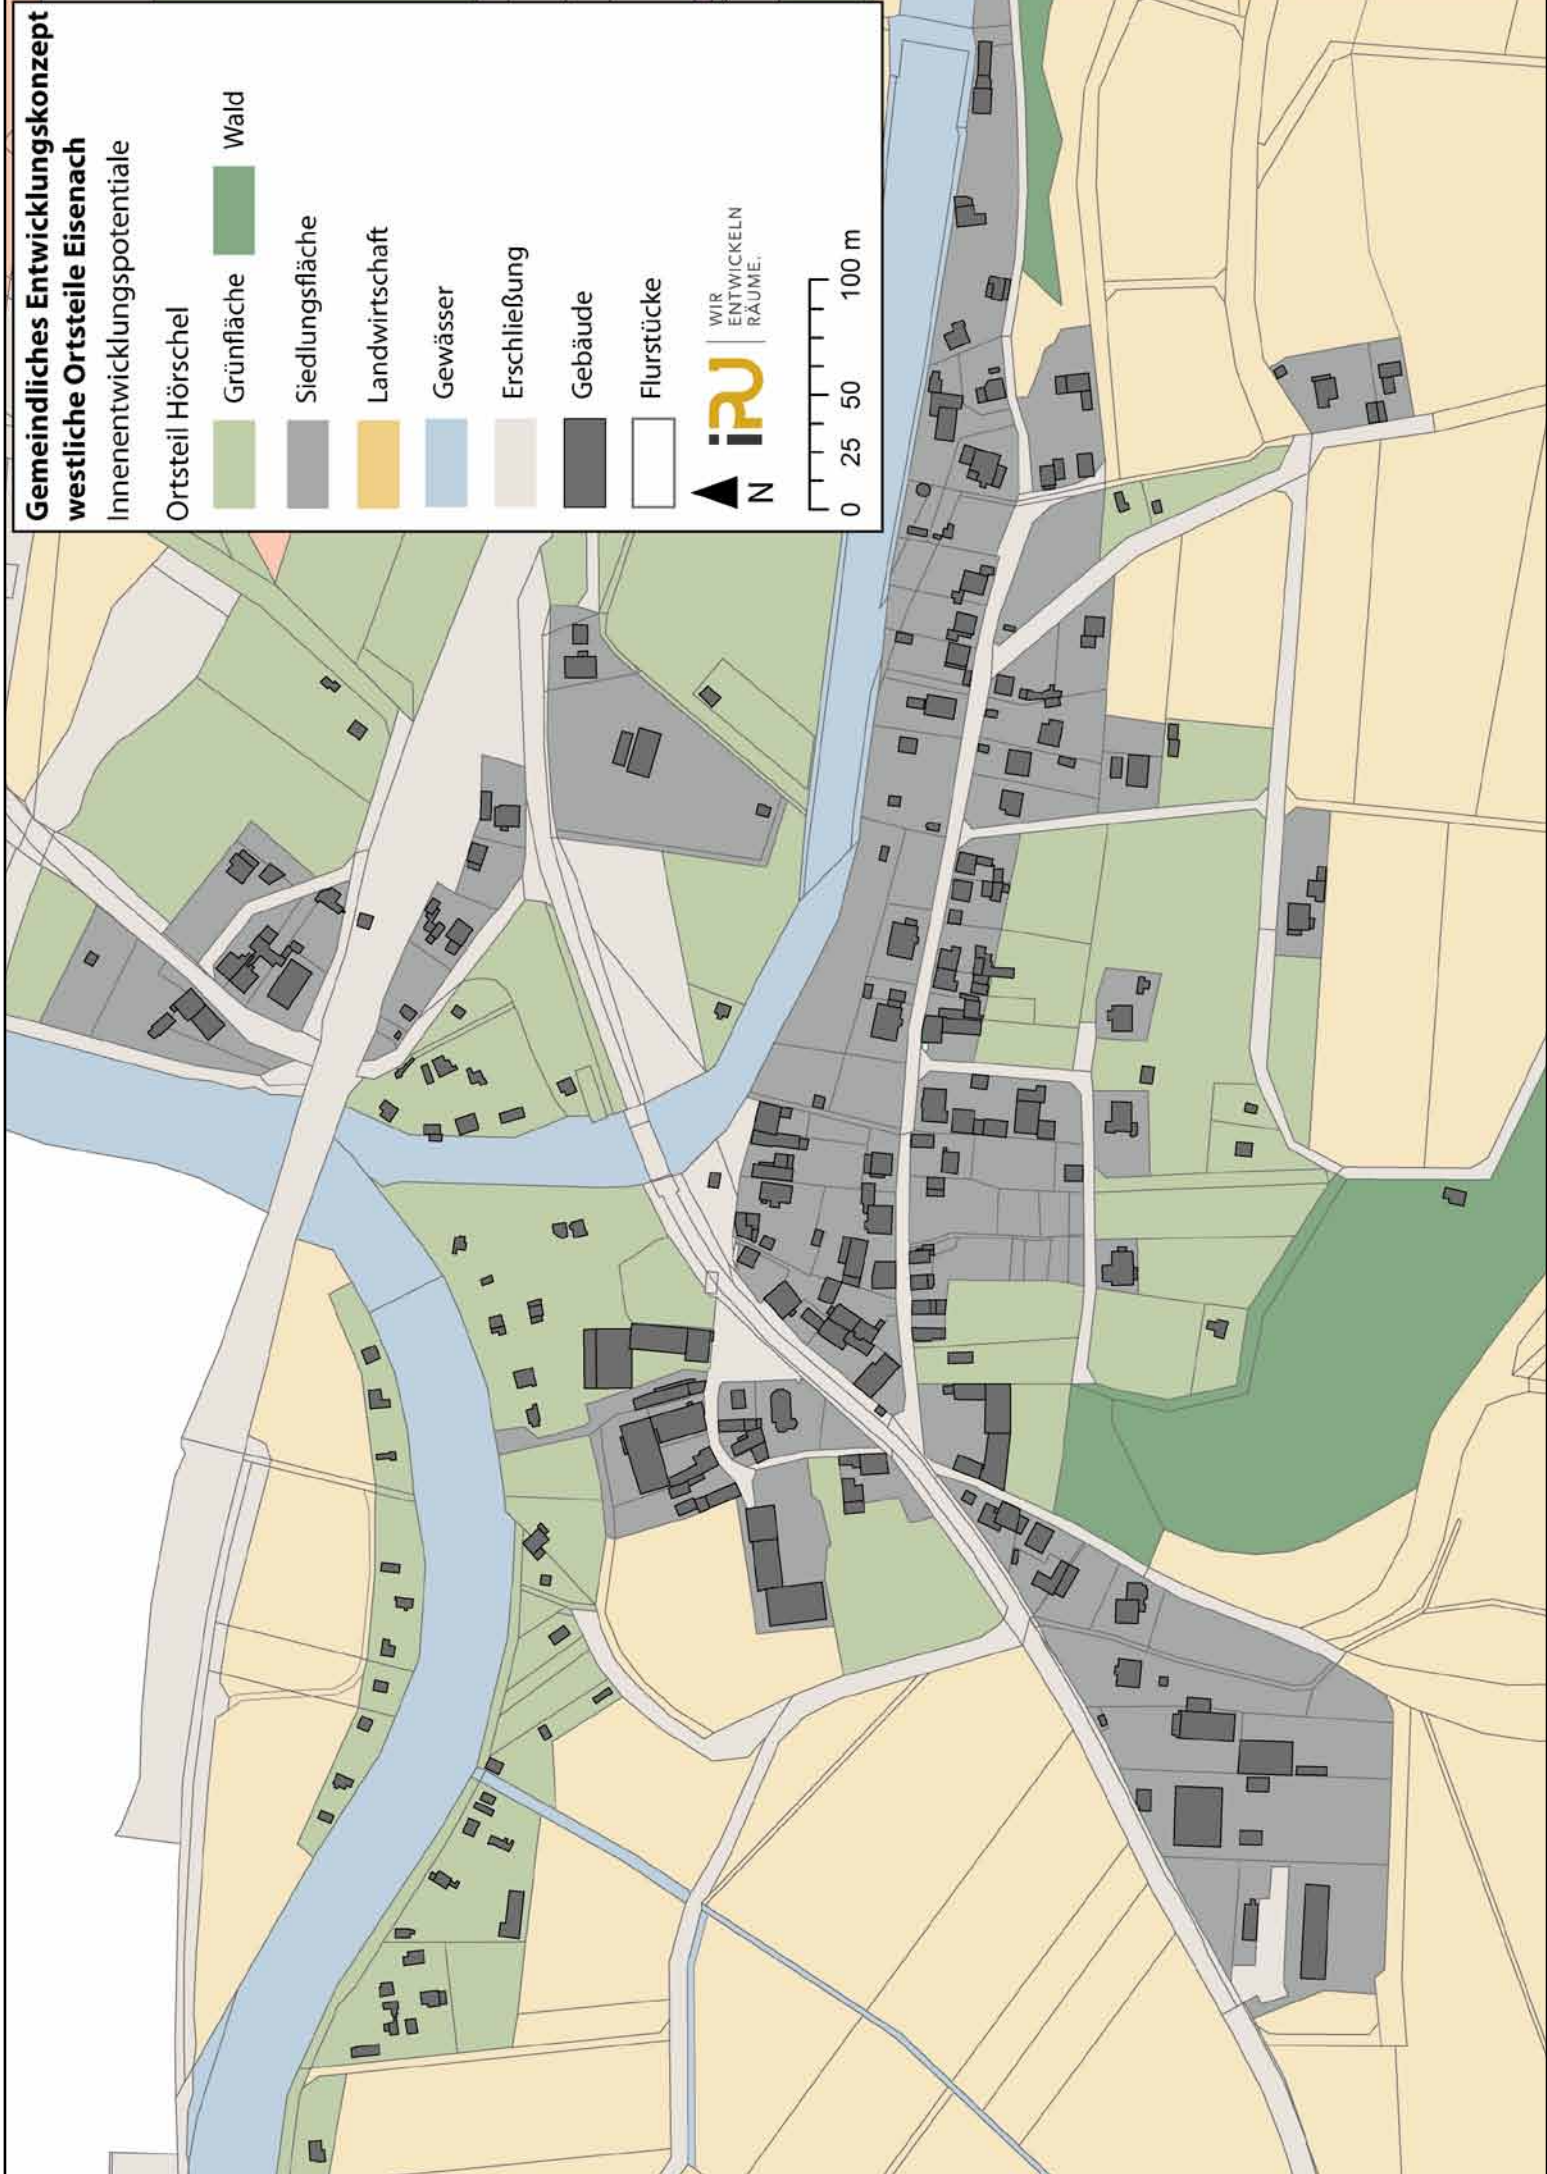 Gemeindliches Entwicklungskonzept
westliche Ortsteile Eisenach
Innenentwicklungspotentiale
Ortsteil Hörschel
Grünfläche
Wald
Siedlungsfläche
Landwirtschaft
Gewässer
Erschließung
Gebäude
Flurstücke
N
iRU
WIR
ENTWICKELN
RÄUME.
0 25 50 100 m